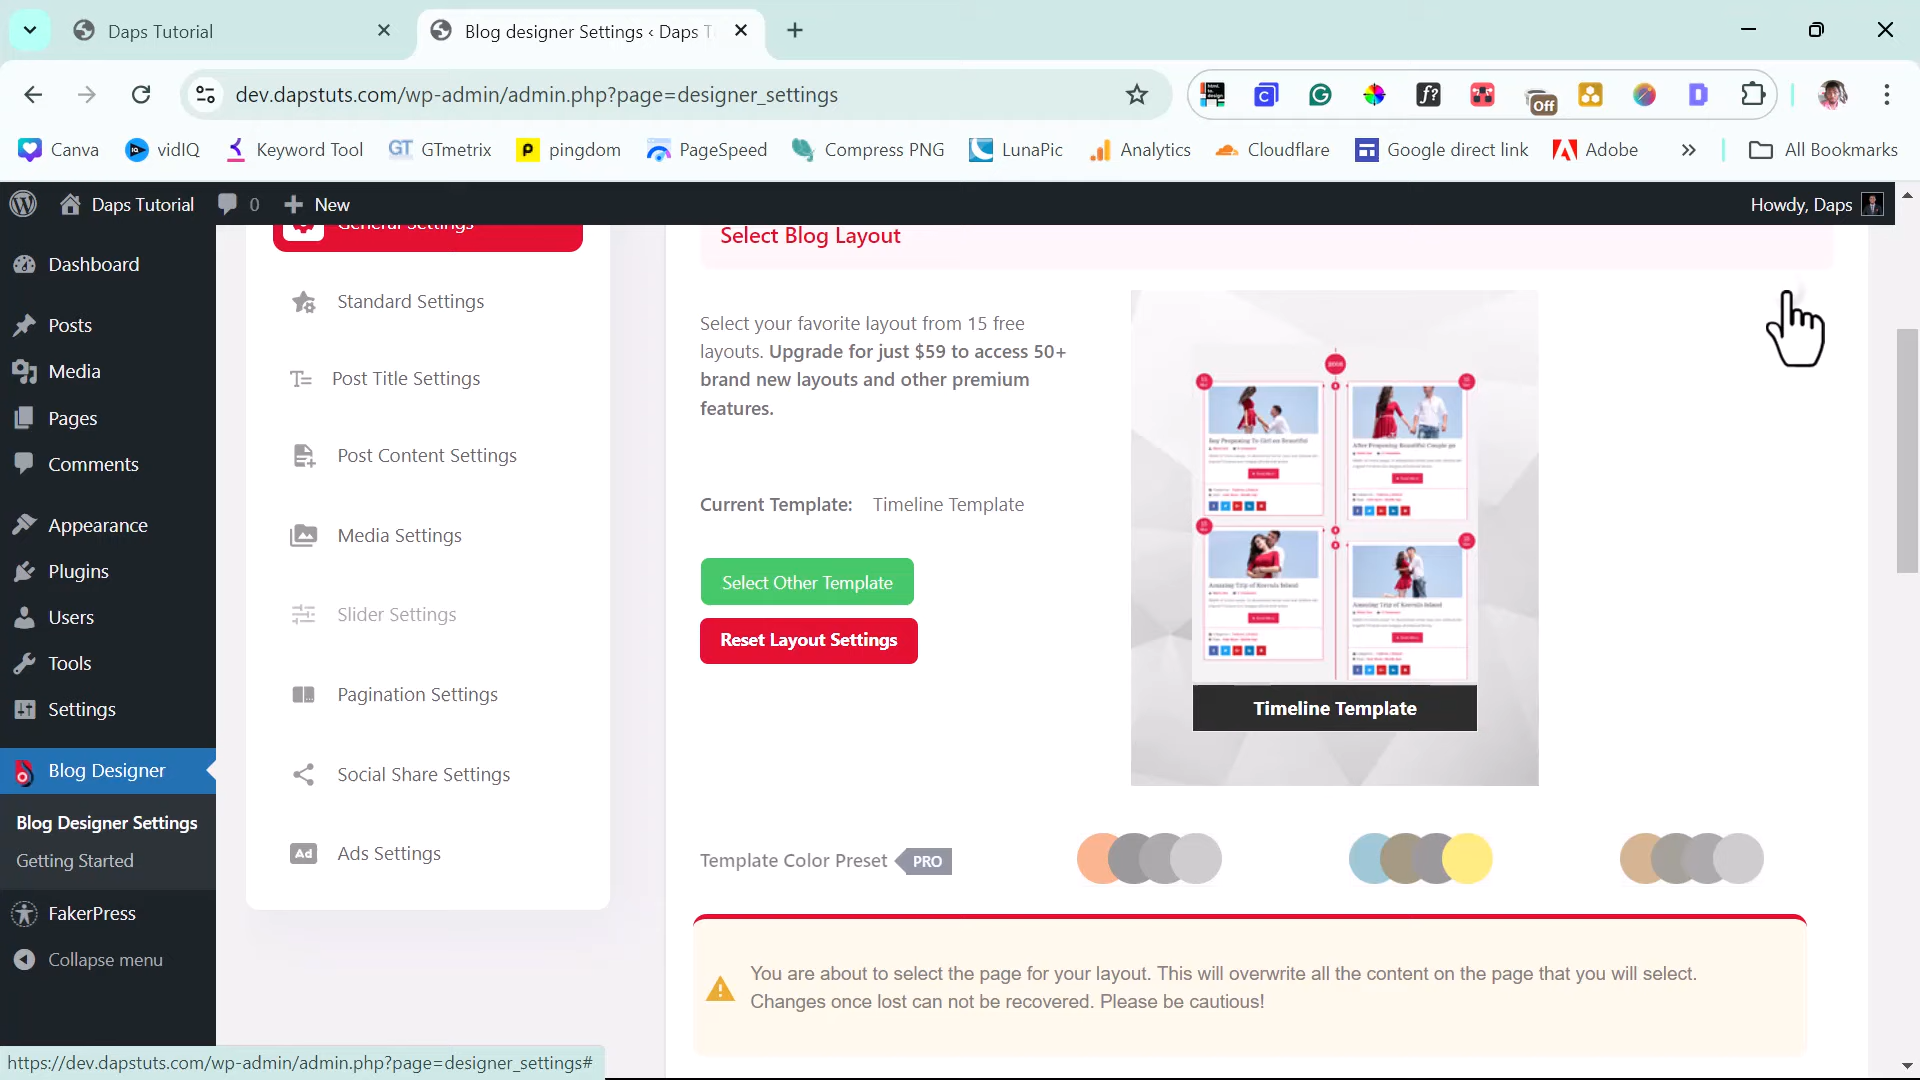 Daps Tutorial
Blog designer Settings ‹ Daps T
dev.dapstuts.com/wp-admin/admin.php?page=designer_settings
Off
Canva
vidIQ
Keyword Tool
GT GTmetrix
pingdom
PageSpeed
Compress PNG
LunaPic
Analytics
Cloudflare
Google direct link
Adobe
»
All Bookmarks
Daps Tutorial
0
New
Howdy, Daps
Dashboard
Posts
Media
Pages
Comments
Appearance
Plugins
Users
Tools
Settings
Blog Designer
Blog Designer Settings
Getting Started
FakerPress
Collapse menu
General Settings
Standard Settings
Post Title Settings
Post Content Settings
Media Settings
Slider Settings
Pagination Settings
Social Share Settings
Ad Ads Settings
Select Blog Layout
Select your favorite layout from 15 free
layouts. Upgrade for just $59 to access 50+
brand new layouts and other premium
features.
Current Template: Timeline Template
Select Other Template
Reset Layout Settings
Timeline Template
Template Color Preset PRO
You are about to select the page for your layout. This will overwrite all the content on the page that you will select.
Changes once lost can not be recovered. Please be cautious!
https://dev.dapstuts.com/wp-admin/admin.php?page=designer_settings#